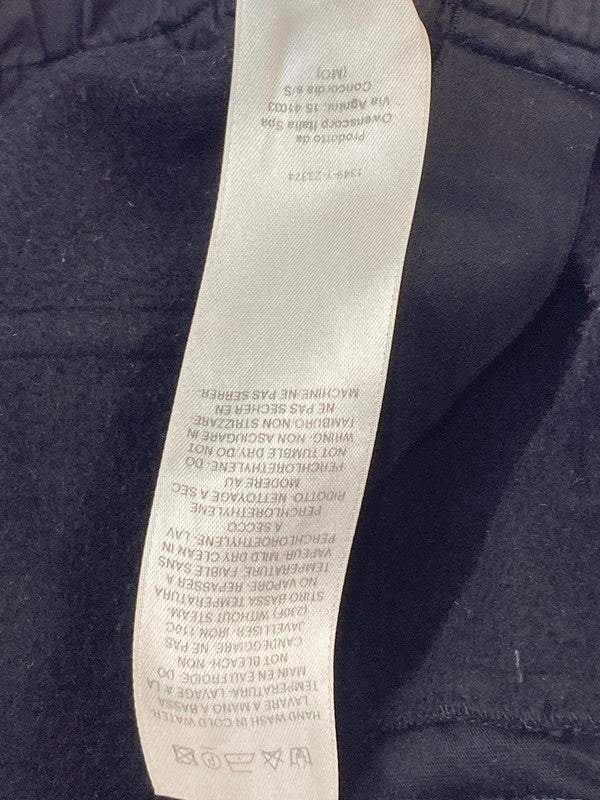 HAND WASH IN COLD WATER
LAVARE A MANO A BASSA
TEMPERATURA- LAVAGE À LA
MAIN EN EAU FROIDE. DO
NOT BLEACH- NON
CANDEGGIARE- NE PAS
JAVELLISER. IRON 110C
(230F) WITHOUT STEAM-
STIRO BASSA TEMPERATURA
NO VAPORE- REPASSER À
TEMPERATURE FAIBLE SANS
VAPEUR. MILD DRY CLEAN IN
PERCHLOROETHYLENE. LAV
A SECCO
PERCHLORETHYLENE
RIDOTTO- NETTOYAGE A SEC
MODERE AU
PERCHLORETHYLENE. DO
NOT TUMBLE DRY. DO NOT
WRING- NON ASCIUGARE IN
TAMBURO. NON STRIZZARE-
NE PAS SECHER EN
MACHINE NE PAS SERRER.
1349-1-23374
Prodotto da
Owenscorp Italia Spa
Via Agnini, 15 41033
Concordia s/S
(MO)